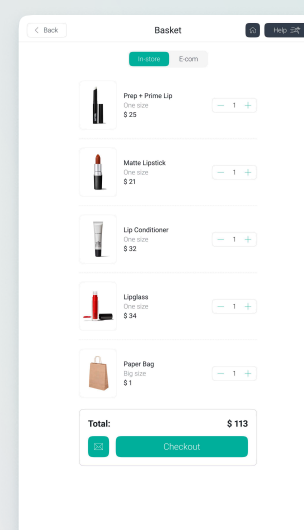 Back
Basket
Help
In-store
E-com
Prep + Prime Lip
One size
$ 25
1
Matte Lipstick
One size
$ 21
1
Lip Conditioner
One size
$ 32
1
Lipglass
One size
$ 34
1
Paper Bag
Big size
$ 1
1
Total: $ 113
Checkout